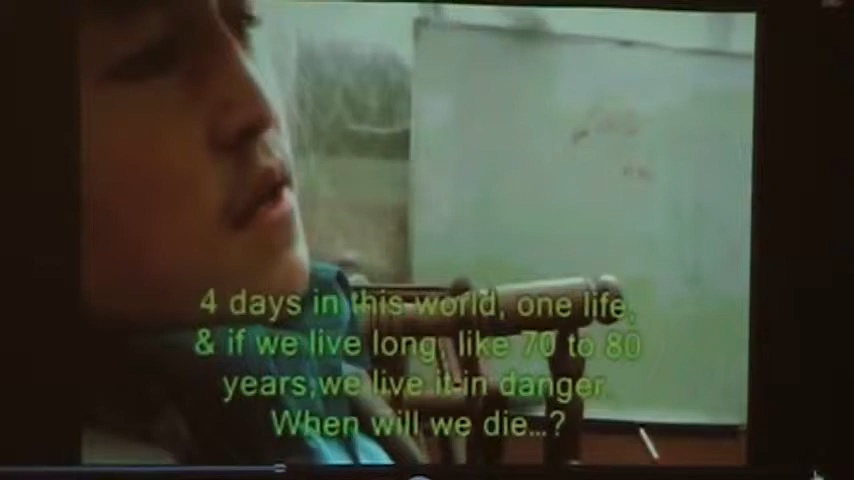 4 days in this world, one life,
& if we live long, like 70 to 80
years,we live it in danger.
When will we die...?